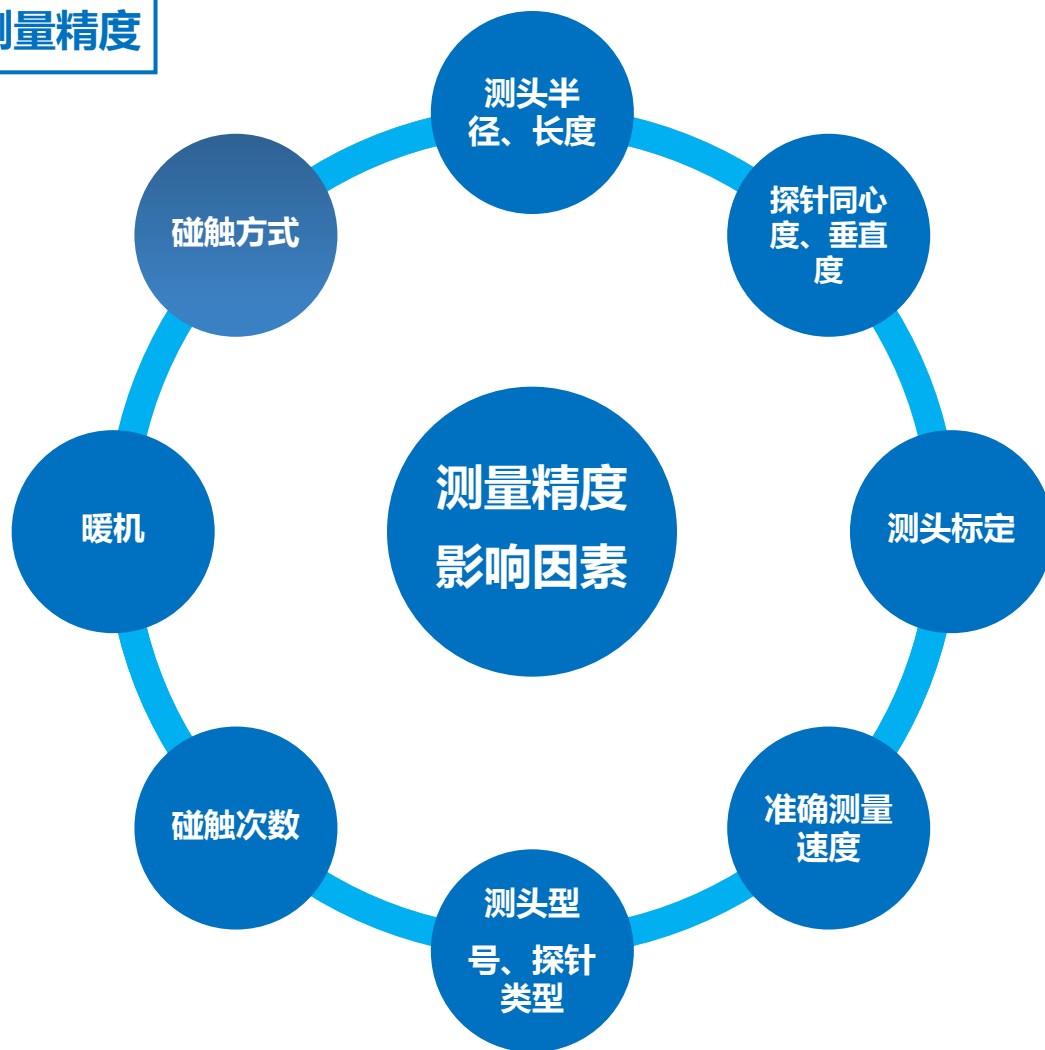 测量精度
测头半
径、长度
探针同心
度、垂直
度
碰触方式
测量精度
影响因素
暖机
测头标定
碰触次数
准确测量
速度
测头型
号、探针
类型